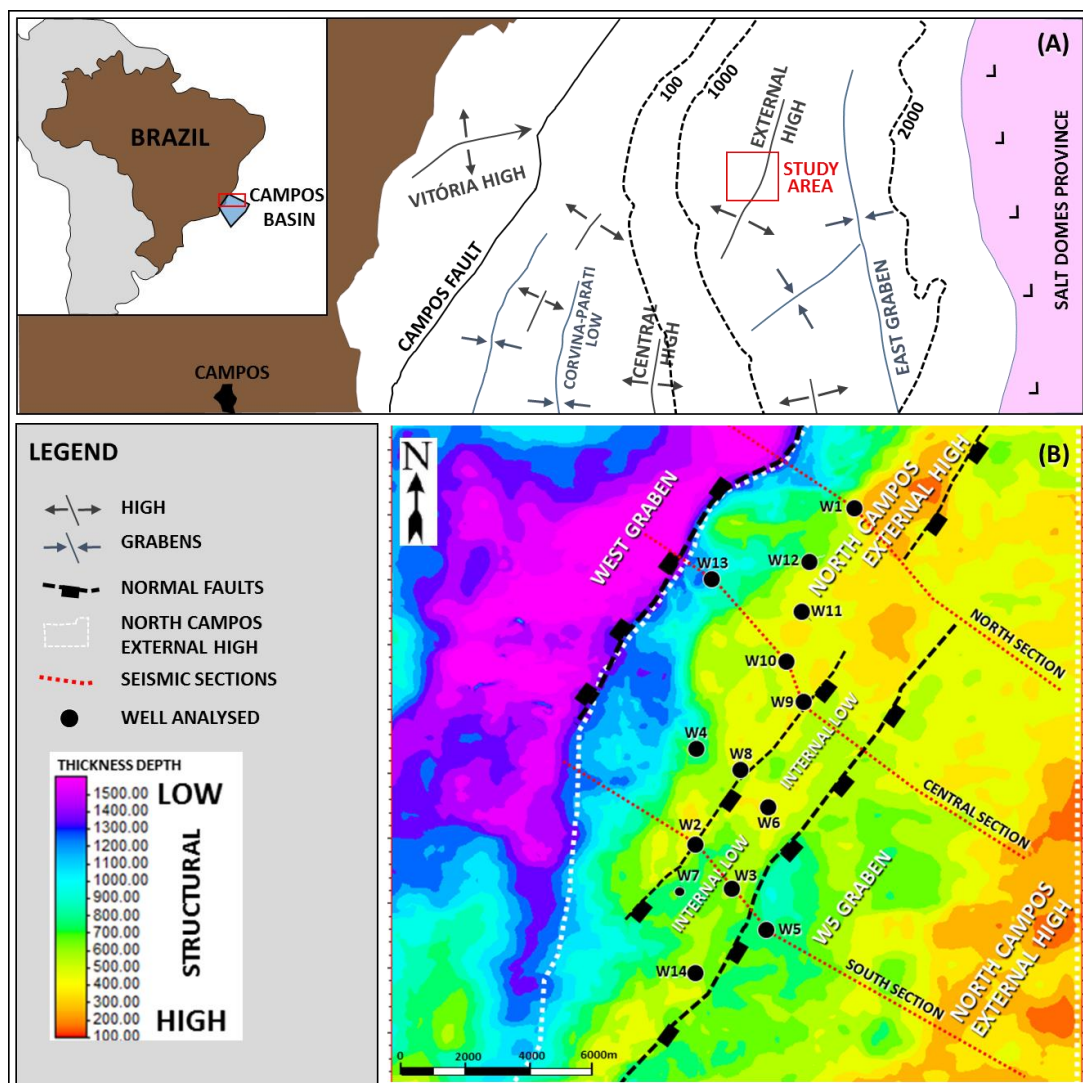 (A)
BRAZIL
CAMPOS
BASIN
VITÓRIA HIGH
CAMPOS FAULT
CORVINA-PARATI
LOW
CENTRAL
HIGH
100
1000
EXTERNAL
HIGH
STUDY
AREA
2000
EAST GRABEN
SALT DOMES PROVINCE
CAMPOS
LEGEND
HIGH
GRABENS
NORMAL FAULTS
NORTH CAMPOS
EXTERNAL HIGH
SEISMIC SECTIONS
WELL ANALYSED
THICKNESS DEPTH
1500.00
1400.00
1300.00
1200.00
1100.00
1000.00
900.00
800.00
700.00
600.00
500.00
400.00
300.00
200.00
100.00
LOW
STRUCTURAL
HIGH
(B)
N
WEST GRABEN
NORTH CAMPOS
EXTERNAL HIGH
W1
W12
W13
W11
W10
W9
W4
W8
W6
W2
W7
W3
W5
W14
INTERNAL LOW
INTERNAL LOW
W5 GRABEN
NORTH SECTION
CENTRAL SECTION
SOUTH SECTION
NORTH CAMPOS
EXTERNAL HIGH
0 2000 4000 6000m